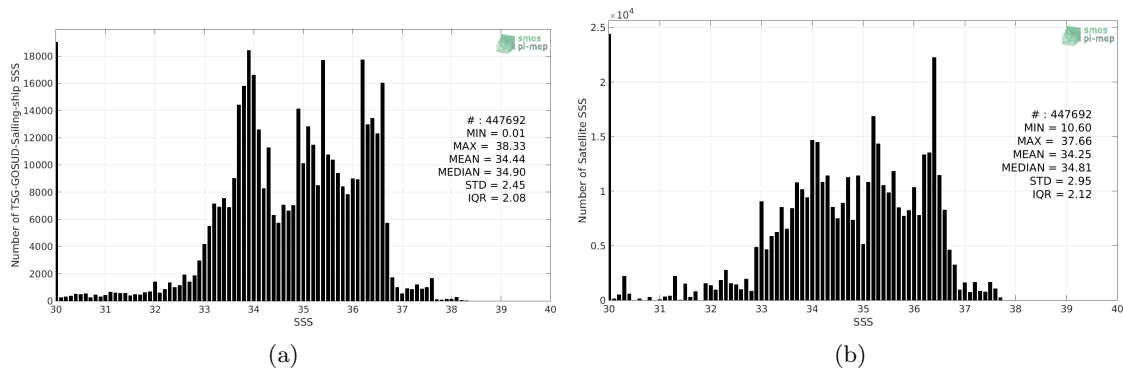 smos
pi-mep
Number of TSG-GOSUD-Sailing-ship SSS
18000
16000
14000
12000
10000
8000
6000
4000
2000
0
# : 447692
MIN = 0.01
MAX = 38.33
MEAN = 34.44
MEDIAN = 34.90
STD = 2.45
IQR = 2.08
30 31 32 33 34 35 36 37 38 39 40
SSS
(a)
×10⁴
smos
pi-mep
Number of Satellite SSS
2.5
2
1.5
1
0.5
0
# : 447692
MIN = 10.60
MAX = 37.66
MEAN = 34.25
MEDIAN = 34.81
STD = 2.95
IQR = 2.12
30 31 32 33 34 35 36 37 38 39 40
SSS
(b)